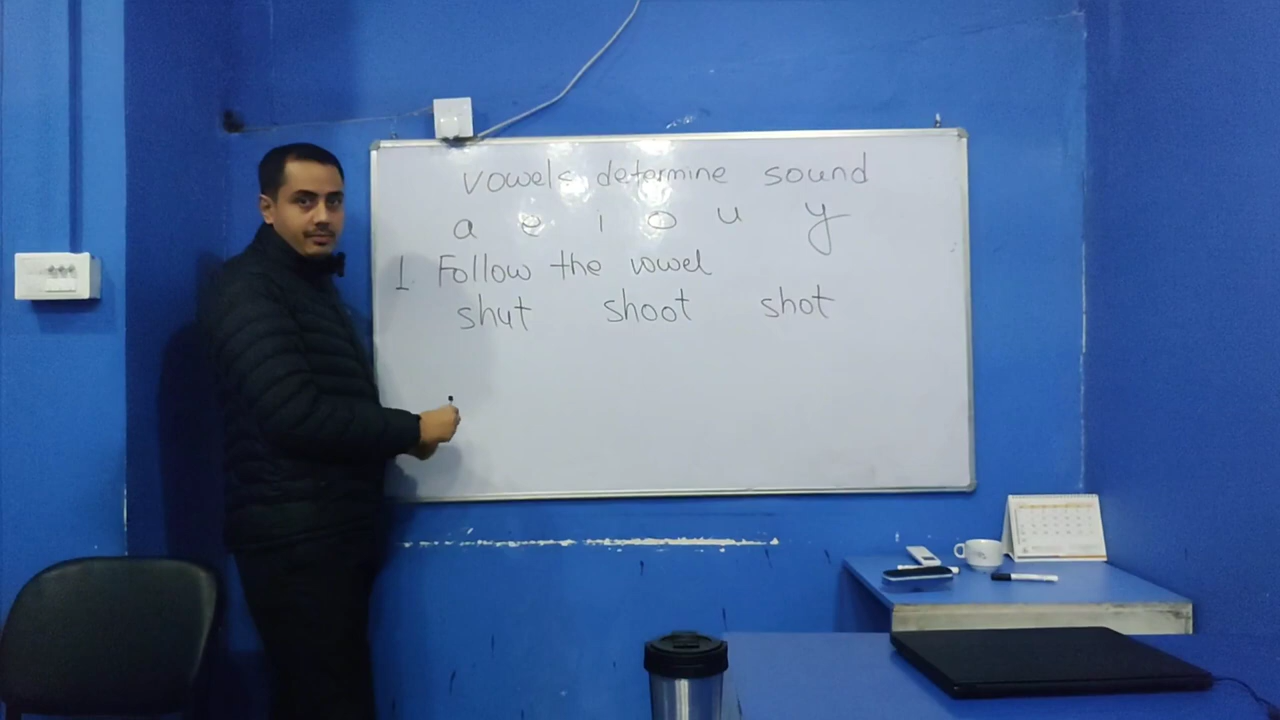 vowels determine sound
a e i o u y
1. Follow the vowel
shut shoot shot